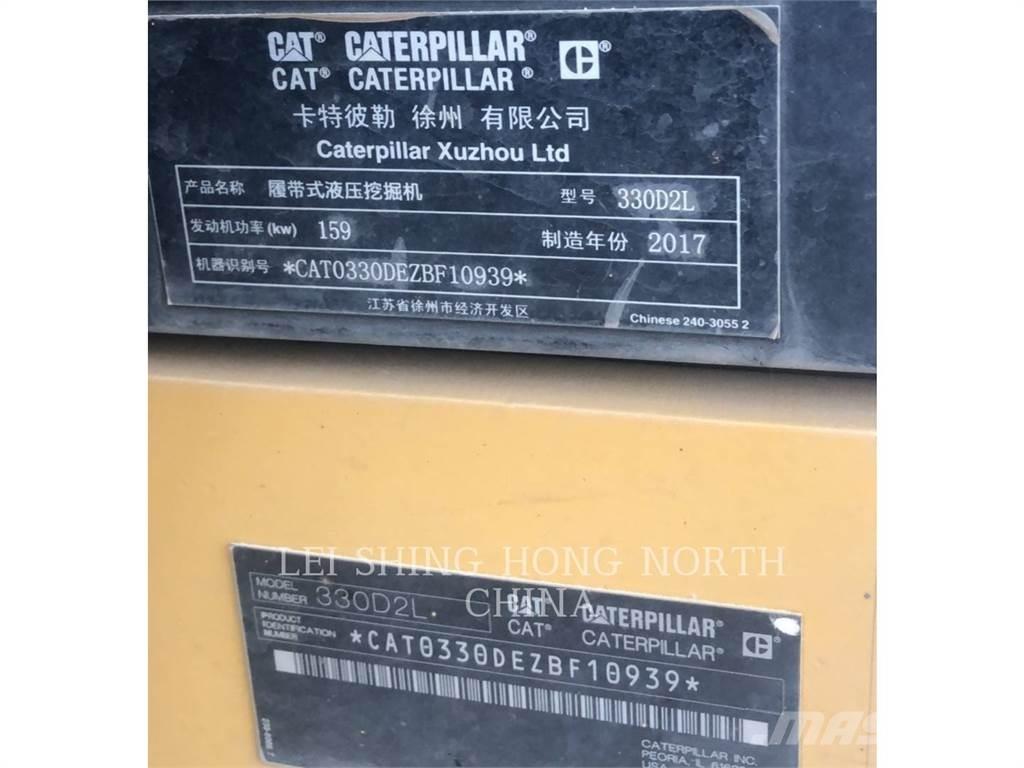 CAT® CATERPILLAR®
CAT® CATERPILLAR®
卡特彼勒 徐州 有限公司
Caterpillar Xuzhou Ltd
产品名称 履带式液压挖掘机 型号 330D2L
发动机功率(kw) 159 制造年份 2017
机器识别号 *CAT0330DEZBF10939*
江苏省徐州市经济开发区 Chinese 240-3055 2
LEI SHING HONG NORTH CHINA
MODEL NUMBER 330D2L
CAT CATERPILLAR®
CAT® CATERPILLAR®
PRODUCT IDENTIFICATION NUMBER *CAT0330DEZBF10939*
CATERPILLAR INC.
PEORIA, IL
USA